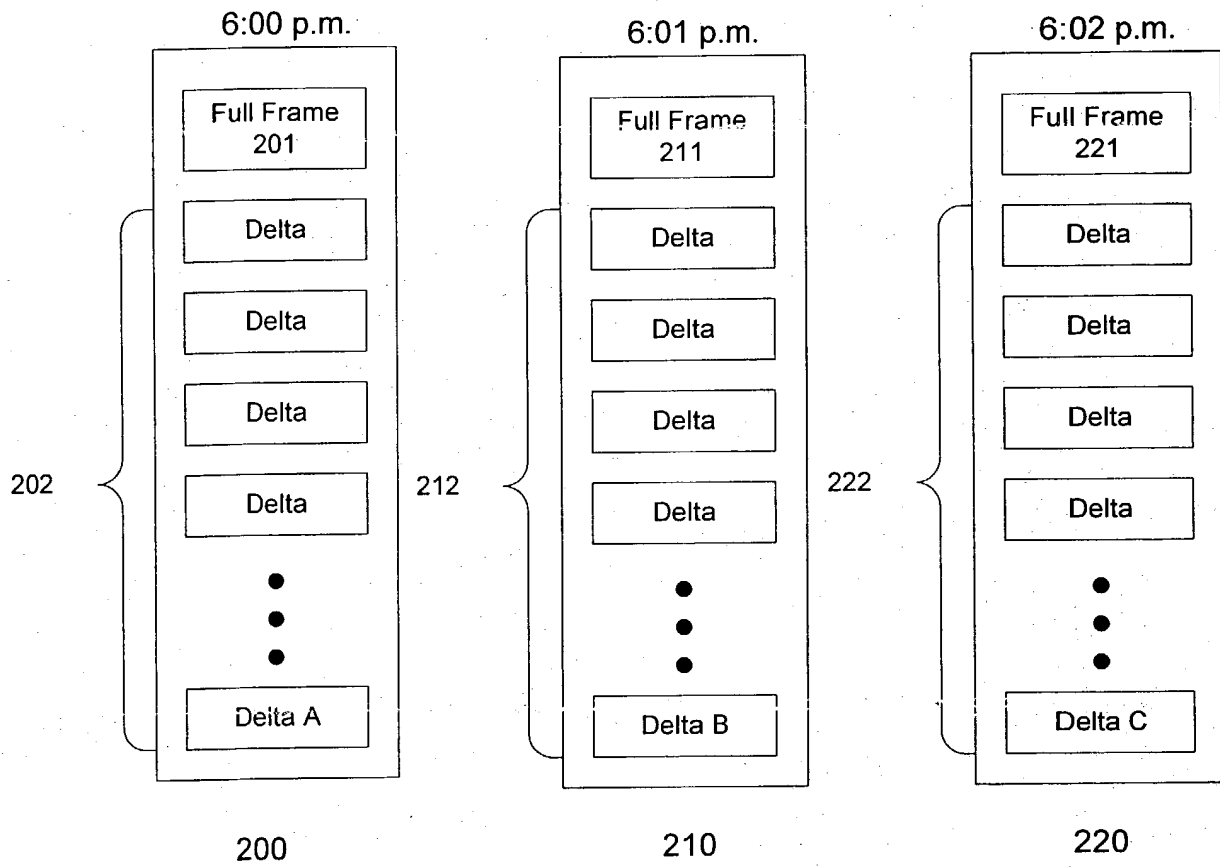 6:00 p.m.
Full Frame
201
Delta
Delta
Delta
Delta
Delta A
202
200
6:01 p.m.
Full Frame
211
Delta
Delta
Delta
Delta
Delta B
212
210
6:02 p.m.
Full Frame
221
Delta
Delta
Delta
Delta
Delta C
222
220